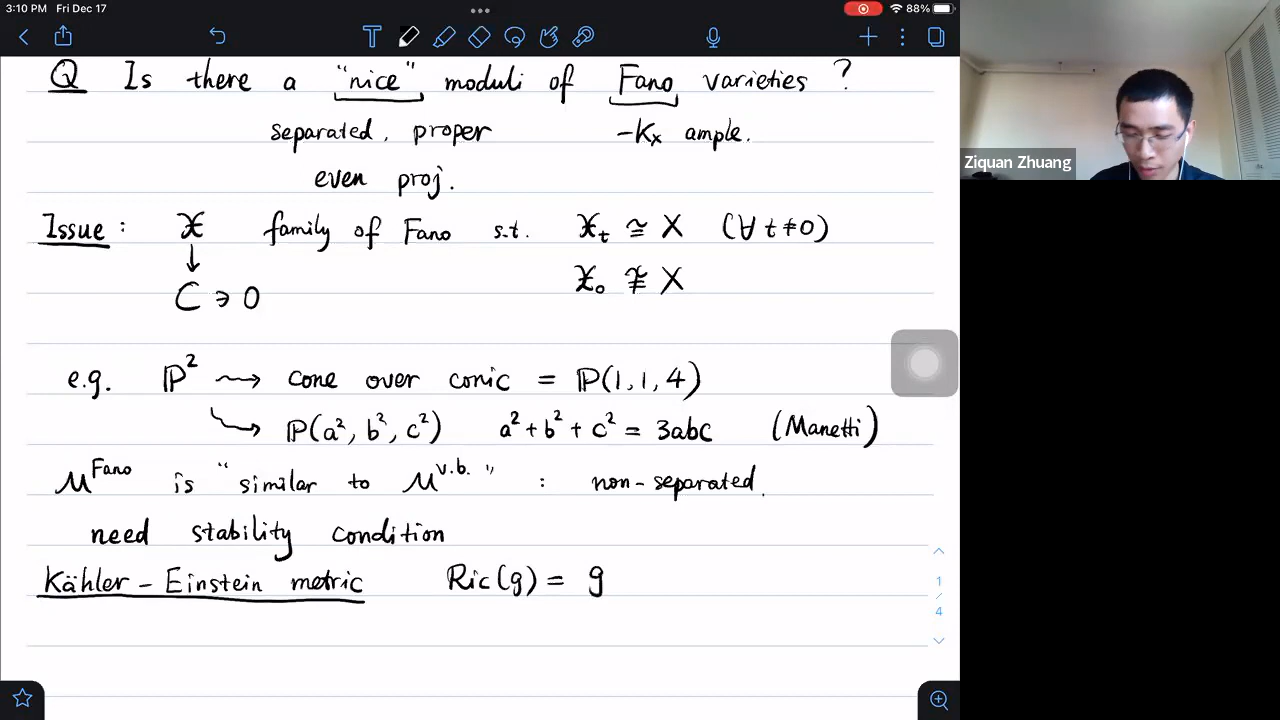 3:10 PM Fri Dec 17
88%
Q Is there a "nice" moduli of Fano varieties ?
separated, proper -K_X ample.
even proj.
Issue : 𝒳 family of Fano s.t. 𝒳_t ≅ X (∀ t ≠ 0)
↓ 𝒳_0 ≇ X
C ∋ 0
e.g. ℙ² ⇝ cone over conic = ℙ(1,1,4)
⇝ ℙ(a², b², c²) a² + b² + c² = 3abc (Manetti)
ℳ^Fano is "similar to ℳ^v.b." : non-separated.
need stability condition
Kähler - Einstein metric Ric(g) = g
1
/
4
Ziquan Zhuang